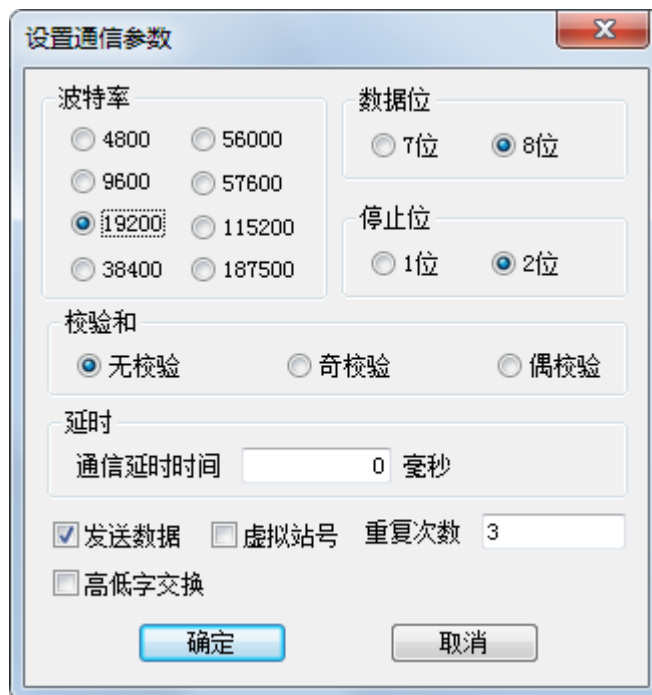 设置通信参数
波特率
4800 56000
9600 57600
19200 115200
38400 187500
数据位
7位 8位
停止位
1位 2位
校验和
无校验 奇校验 偶校验
延时
通信延时时间 0 毫秒
发送数据 虚拟站号 重复次数 3
高低字交换
确定 取消